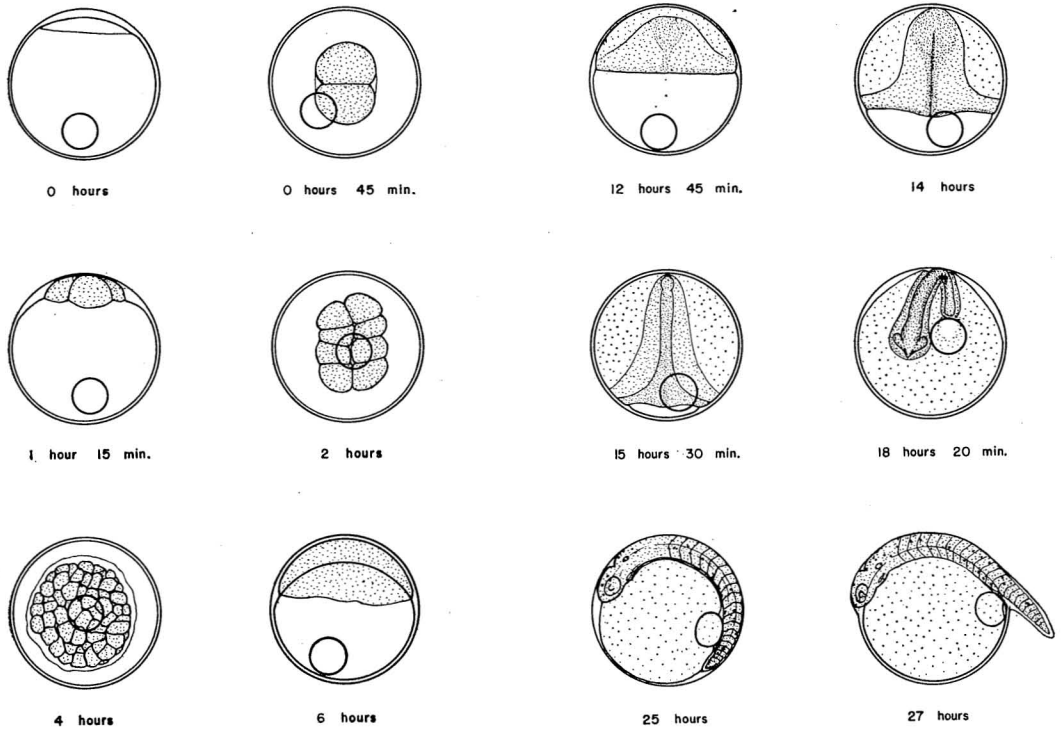 0 hours
0 hours 45 min.
12 hours 45 min.
14 hours
1 hour 15 min.
2 hours
15 hours 30 min.
18 hours 20 min.
4 hours
6 hours
25 hours
27 hours